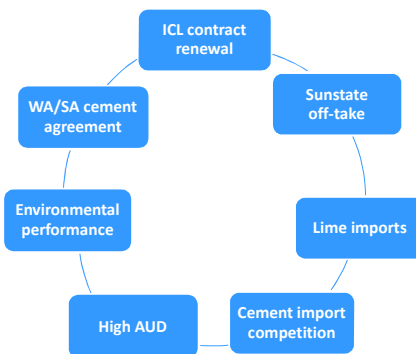 ICL contract
renewal
Sunstate
off-take
Lime imports
Cement import
competition
High AUD
Environmental
performance
WA/SA cement
agreement